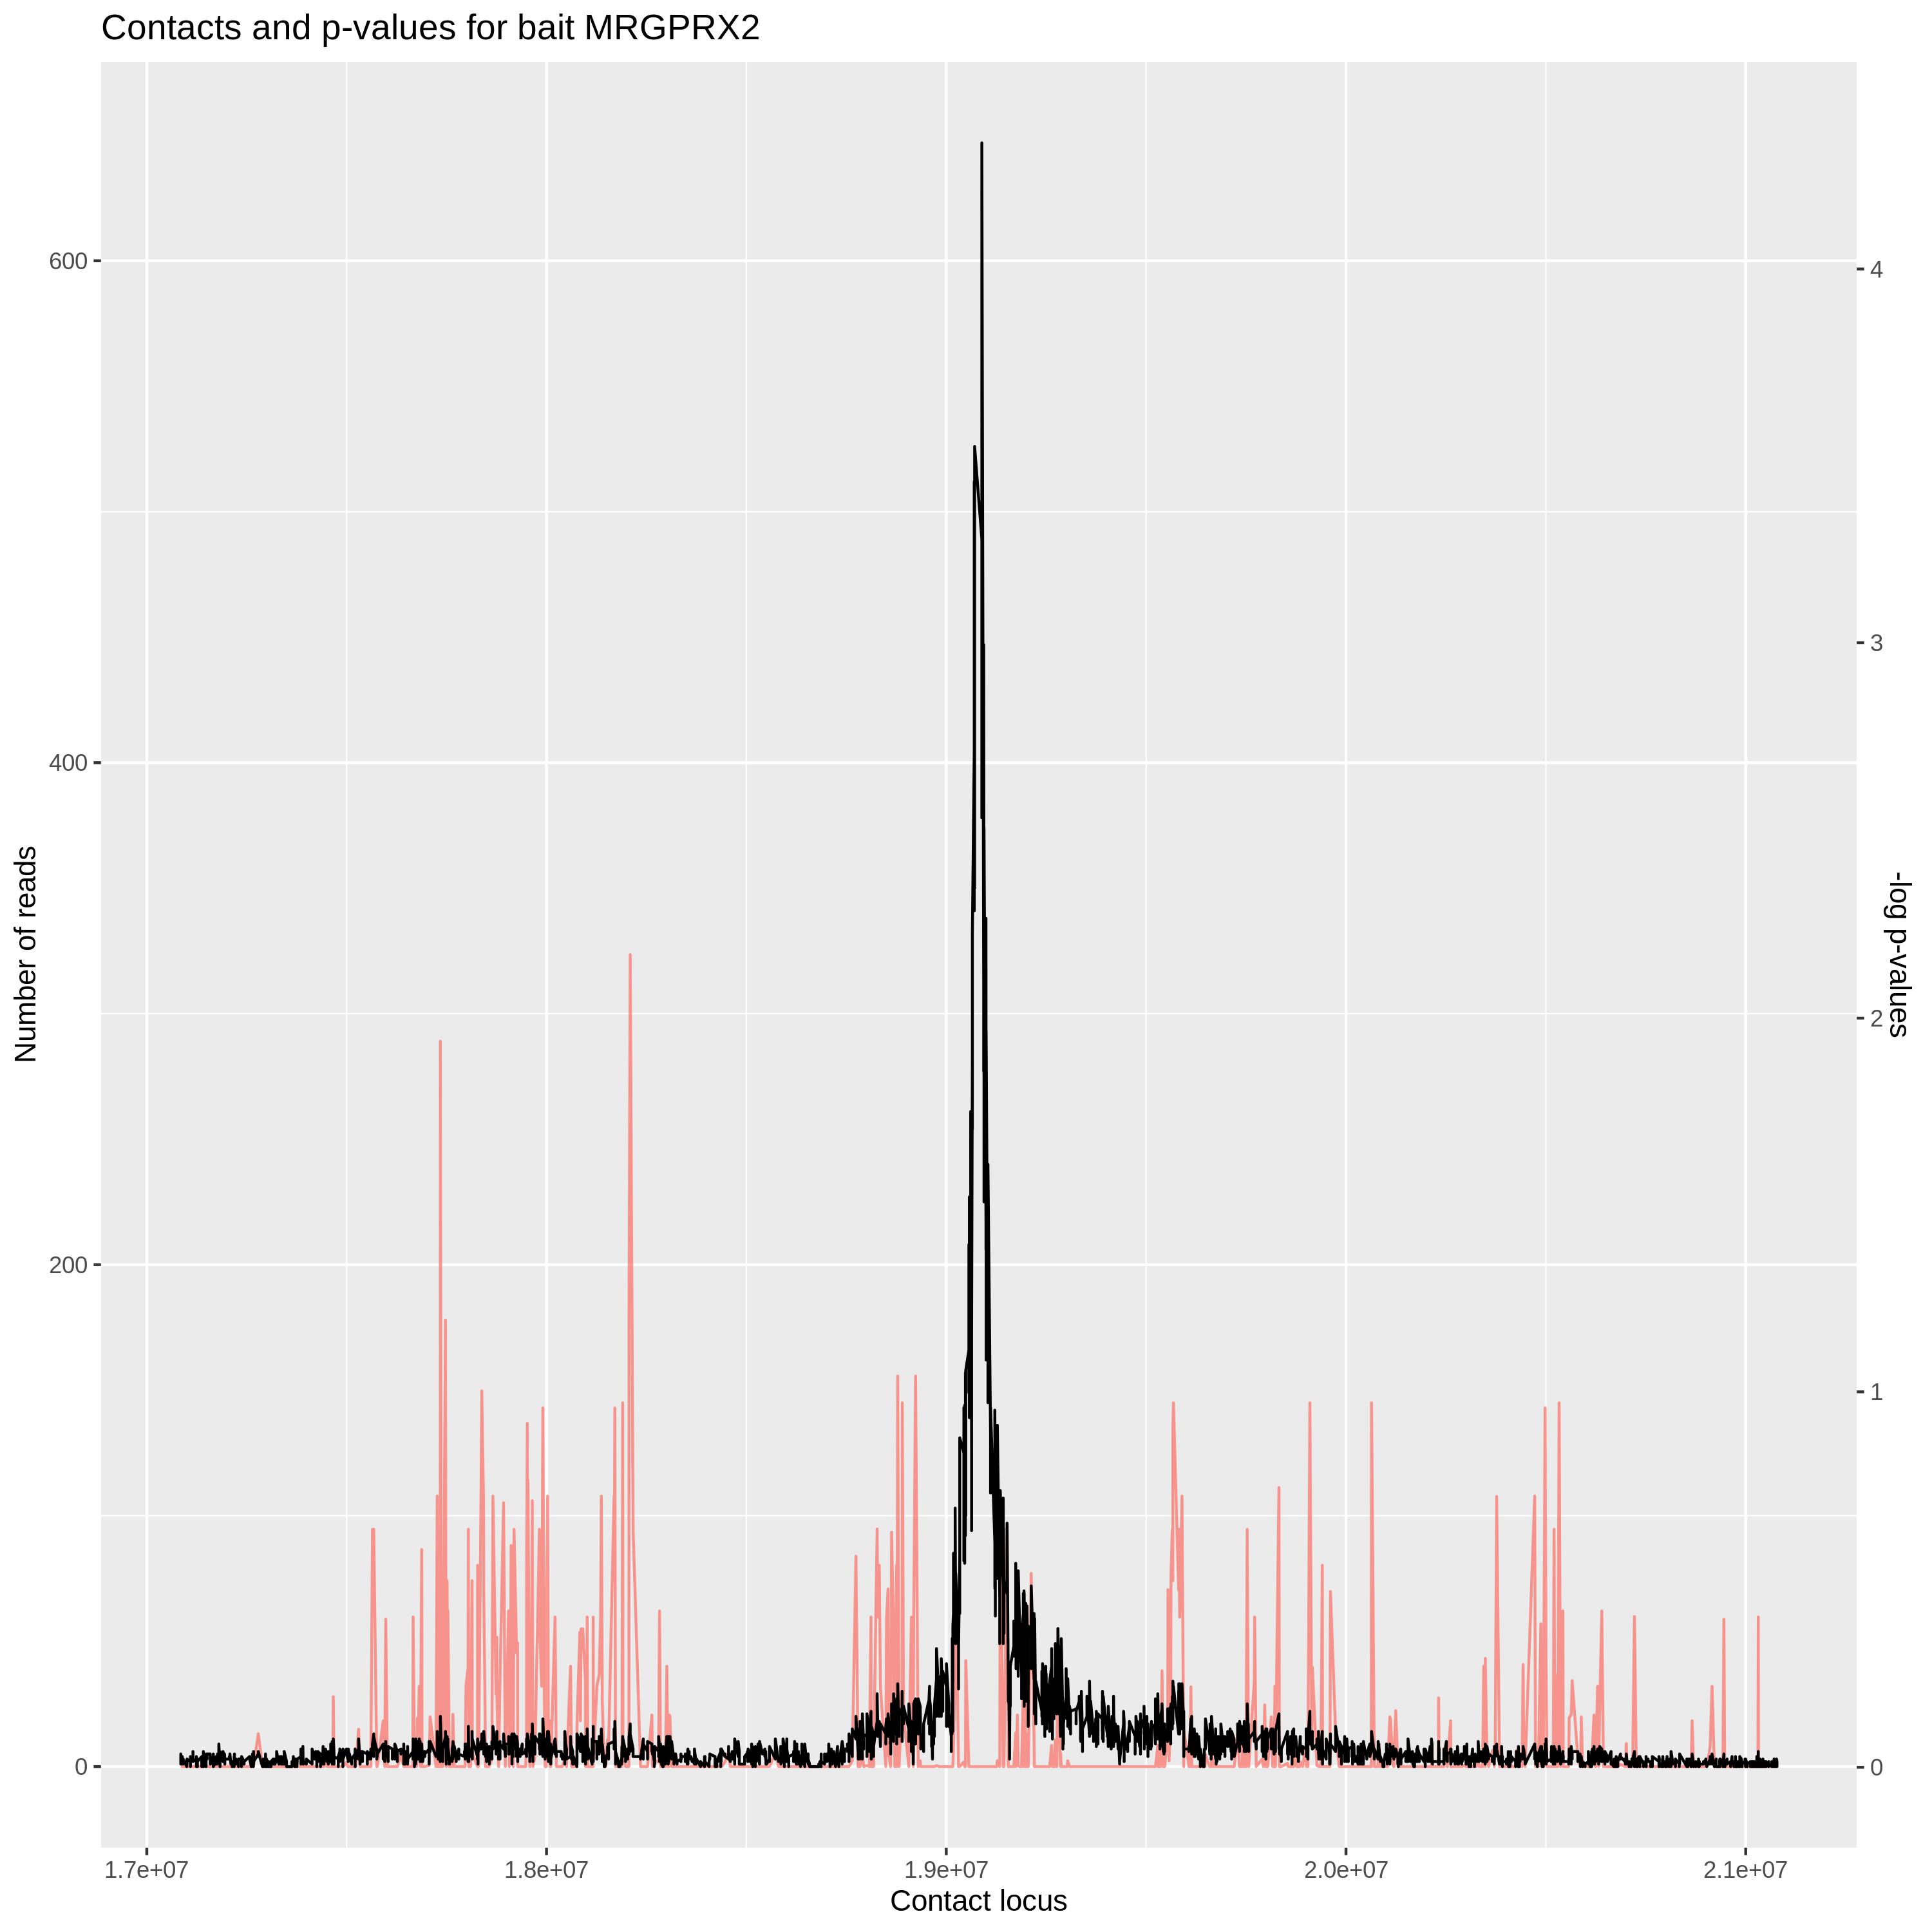 Contacts and p-values for bait MRGPRX2
600
400
200
0
Number of reads
4
3
2
1
0
-log p-values
1.7e+07 1.8e+07 1.9e+07 2.0e+07 2.1e+07
Contact locus